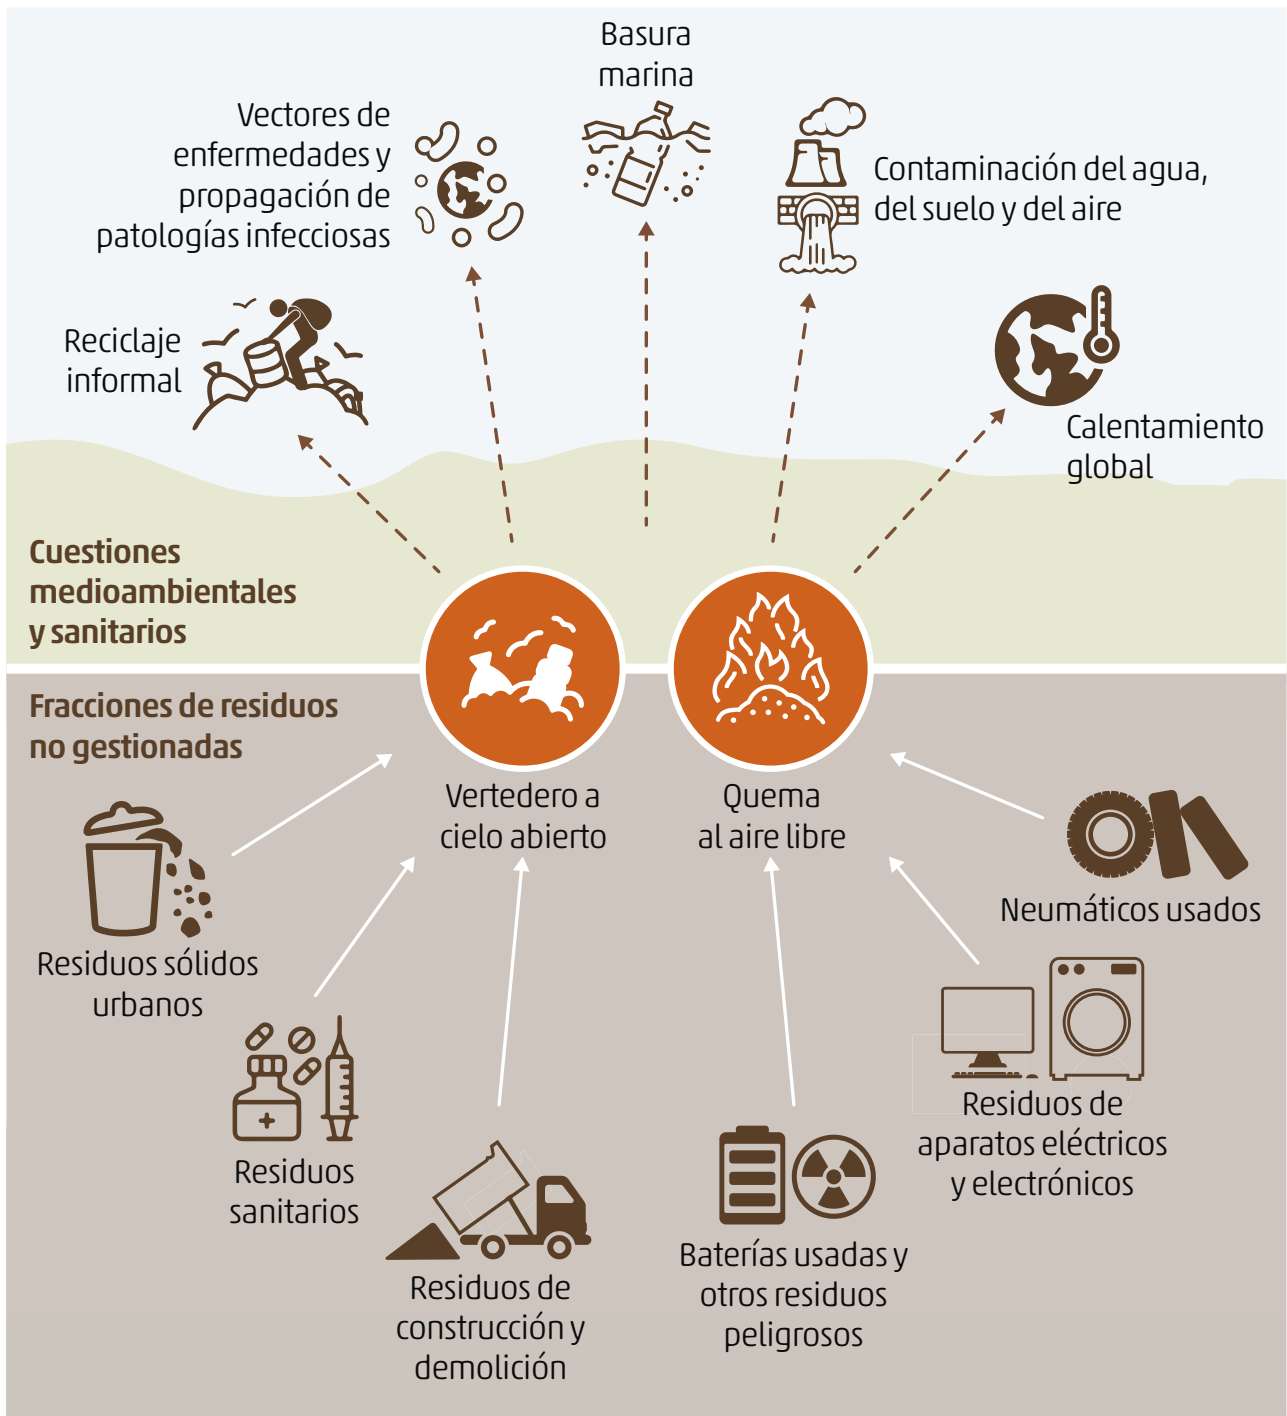 Basura
marina
Vectores de
enfermedades y
propagación de
patologías infecciosas
Contaminación del agua,
del suelo y del aire
Reciclaje
informal
Calentamiento
global
Cuestiones
medioambientales
y sanitarios
Fracciones de residuos
no gestionadas
Vertedero a
cielo abierto
Quema
al aire libre
Neumáticos usados
Residuos sólidos
urbanos
Residuos de
aparatos eléctricos
y electrónicos
Residuos
sanitarios
Baterías usadas y
otros residuos
peligrosos
Residuos de
construcción y
demolición